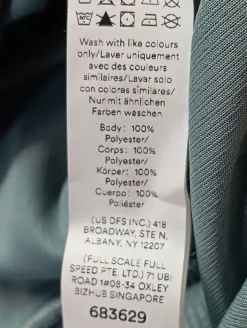 Wash with like colours
only/Laver uniquement
avec des couleurs
similaires/Lavar solo
con colores similares/
Nur mit ähnlichen
Farben waschen
Body: 100%
Polyester/
Corps: 100%
Polyester/
Körper: 100%
Polyester/
Cuerpo: 100%
Poliéster
(US DFS INC.) 418
BROADWAY, STE N,
ALBANY, NY 12207
(FULL SCALE FULL
SPEED PTE. LTD.) 71 UBI
ROAD 1#08-34 OXLEY
BIZHUB SINGAPORE
683629